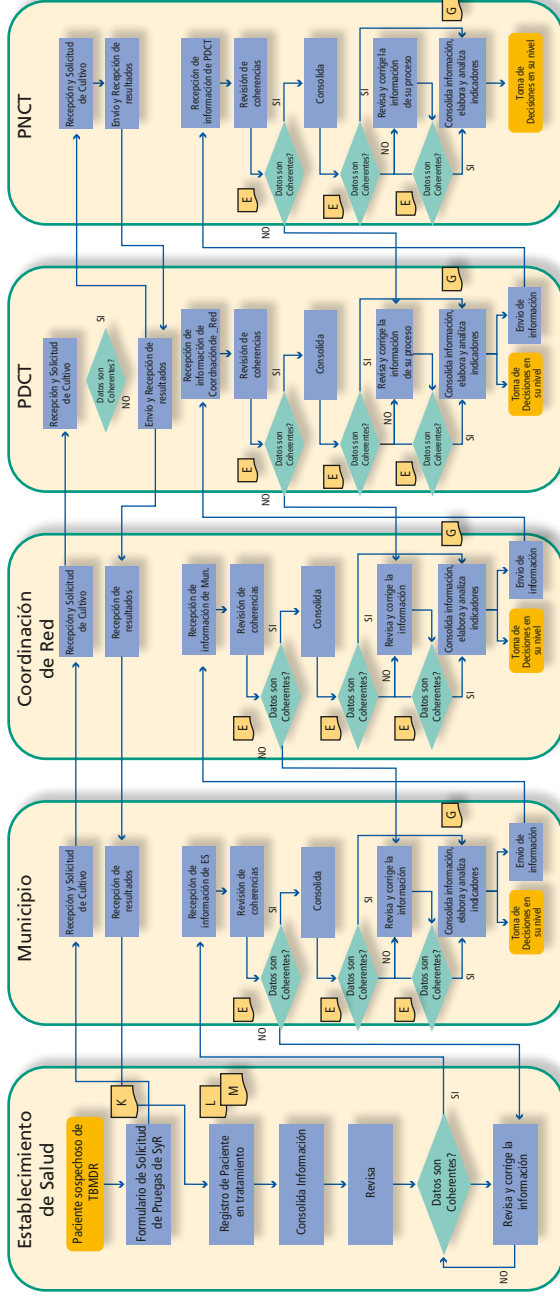 Establecimiento
de Salud
Paciente sospechoso de
TBMDR
Formulario de Solicitud
de Pruegas de SyR
K
Registro de Paciente
en tratamiento
L
M
Consolida Información
Revisa
Datos son
Coherentes?
SI
NO
Revisa y corrige la
información
Municipio
Recepción y Solicitud
de Cultivo
Recepción de
resultados
Recepción de
información de ES
Revisión de
coherencias
E
Datos son
Coherentes?
SI
NO
Consolida
E
Datos son
Coherentes?
SI
NO
Revisa y corrige la
información
E
Datos son
Coherentes?
SI
G
Consolida información,
elabora y analiza
indicadores
Toma de
Decisiones en
su nivel
Envío de
información
Coordinación
de Red
Recepción y Solicitud
de Cultivo
Recepción de
resultados
Recepción de
información de Mun.
Revisión de
coherencias
E
Datos son
Coherentes?
SI
NO
Consolida
E
Datos son
Coherentes?
SI
NO
Revisa y corrige la
información
E
Datos son
Coherentes?
SI
G
Consolida información,
elabora y analiza
indicadores
Toma de
Decisiones en
su nivel
Envío de
información
PDCT
Recepción y Solicitud
de Cultivo
Datos son
Coherentes?
SI
NO
Envío y Recepción de
resultados
Recepción de
información de
Coordinación de _Red
Revisión de
coherencias
E
Datos son
Coherentes?
SI
NO
Consolida
E
Datos son
Coherentes?
SI
NO
Revisa y corrige la
información
de su proceso
E
Datos son
Coherentes?
SI
G
Consolida información,
elabora y analiza
indicadores
Toma de
Decisiones en
su nivel
Envío de
información
PNCT
Recepción y Solicitud
de Cultivo
Envío y Recepción de
resultados
Recepción de
información de PDCT
Revisión de
coherencias
E
Datos son
Coherentes?
SI
NO
Consolida
E
Datos son
Coherentes?
SI
NO
Revisa y corrige la
información
de su proceso
E
Datos son
Coherentes?
SI
G
Consolida información,
elabora y analiza
indicadores
Toma de
Decisiones en
su nivel